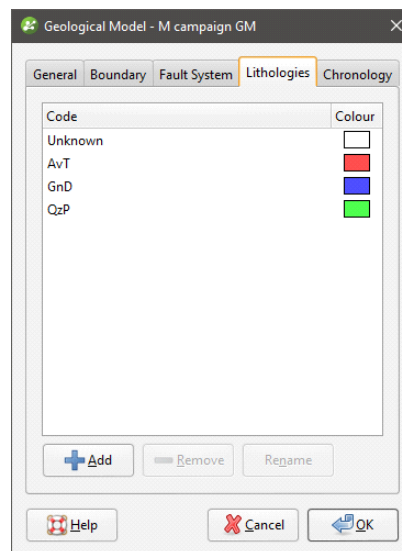 Geological Model - M campaign GM
General Boundary Fault System Lithologies Chronology
Code Colour
Unknown
AvT
GnD
QzP
Add Remove Rename
Help Cancel OK